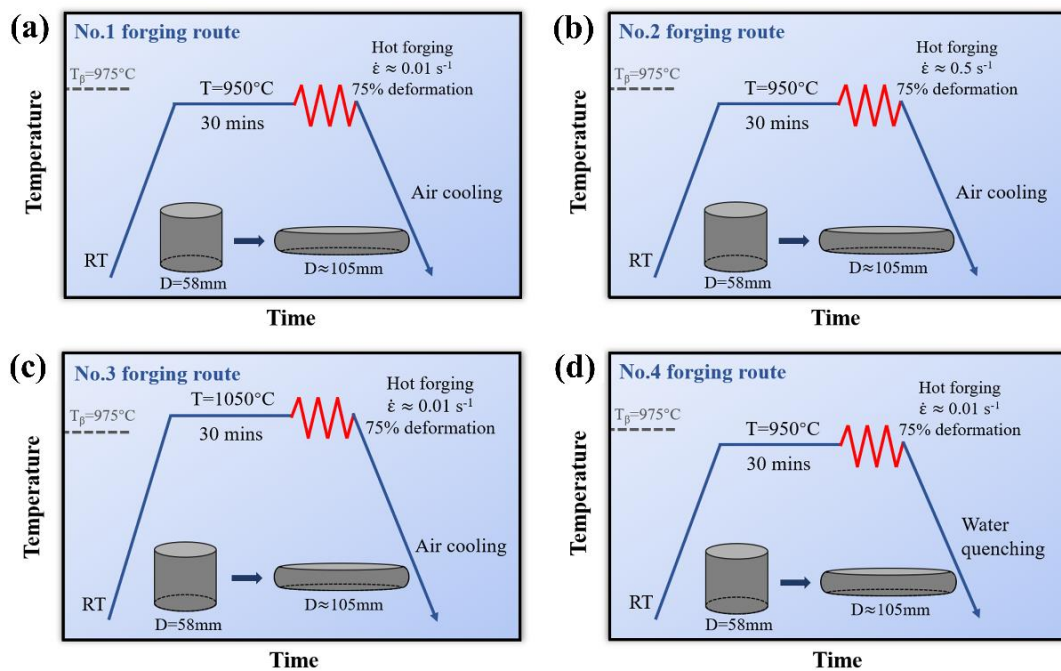 (a)
No.1 forging route
Tβ=975°C
T=950°C
30 mins
Hot forging
ε̇ ≈ 0.01 s⁻¹
75% deformation
Air cooling
RT
D=58mm
D≈105mm
Temperature
Time
(b)
No.2 forging route
Tβ=975°C
T=950°C
30 mins
Hot forging
ε̇ ≈ 0.5 s⁻¹
75% deformation
Air cooling
RT
D=58mm
D≈105mm
Temperature
Time
(c)
No.3 forging route
Tβ=975°C
T=1050°C
30 mins
Hot forging
ε̇ ≈ 0.01 s⁻¹
75% deformation
Air cooling
RT
D=58mm
D≈105mm
Temperature
Time
(d)
No.4 forging route
Tβ=975°C
T=950°C
30 mins
Hot forging
ε̇ ≈ 0.01 s⁻¹
75% deformation
Water
quenching
RT
D=58mm
D≈105mm
Temperature
Time